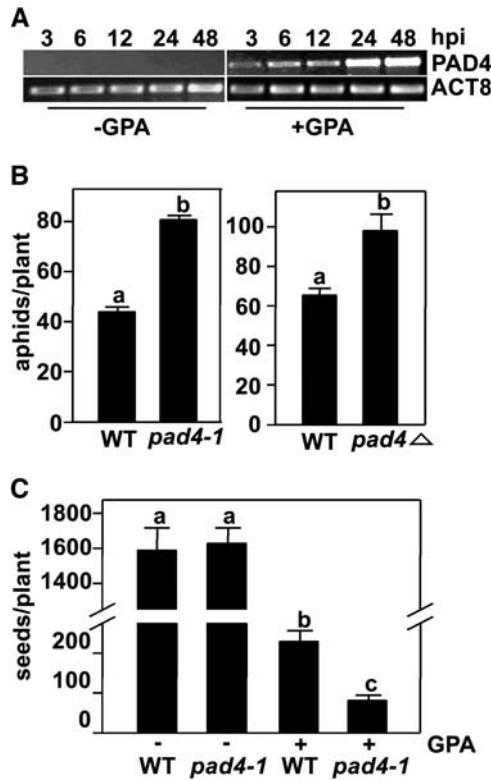 A
3 6 12 24 48 3 6 12 24 48 hpi
PAD4
ACT8
-GPA +GPA
B
aphids/plant
80
60
40
20
0
a
b
WT pad4-1
100
80
60
40
20
0
a
b
WT pad4△
C
seeds/plant
1800
1600
1400
200
100
0
a a b c
- - + + GPA
WT pad4-1 WT pad4-1